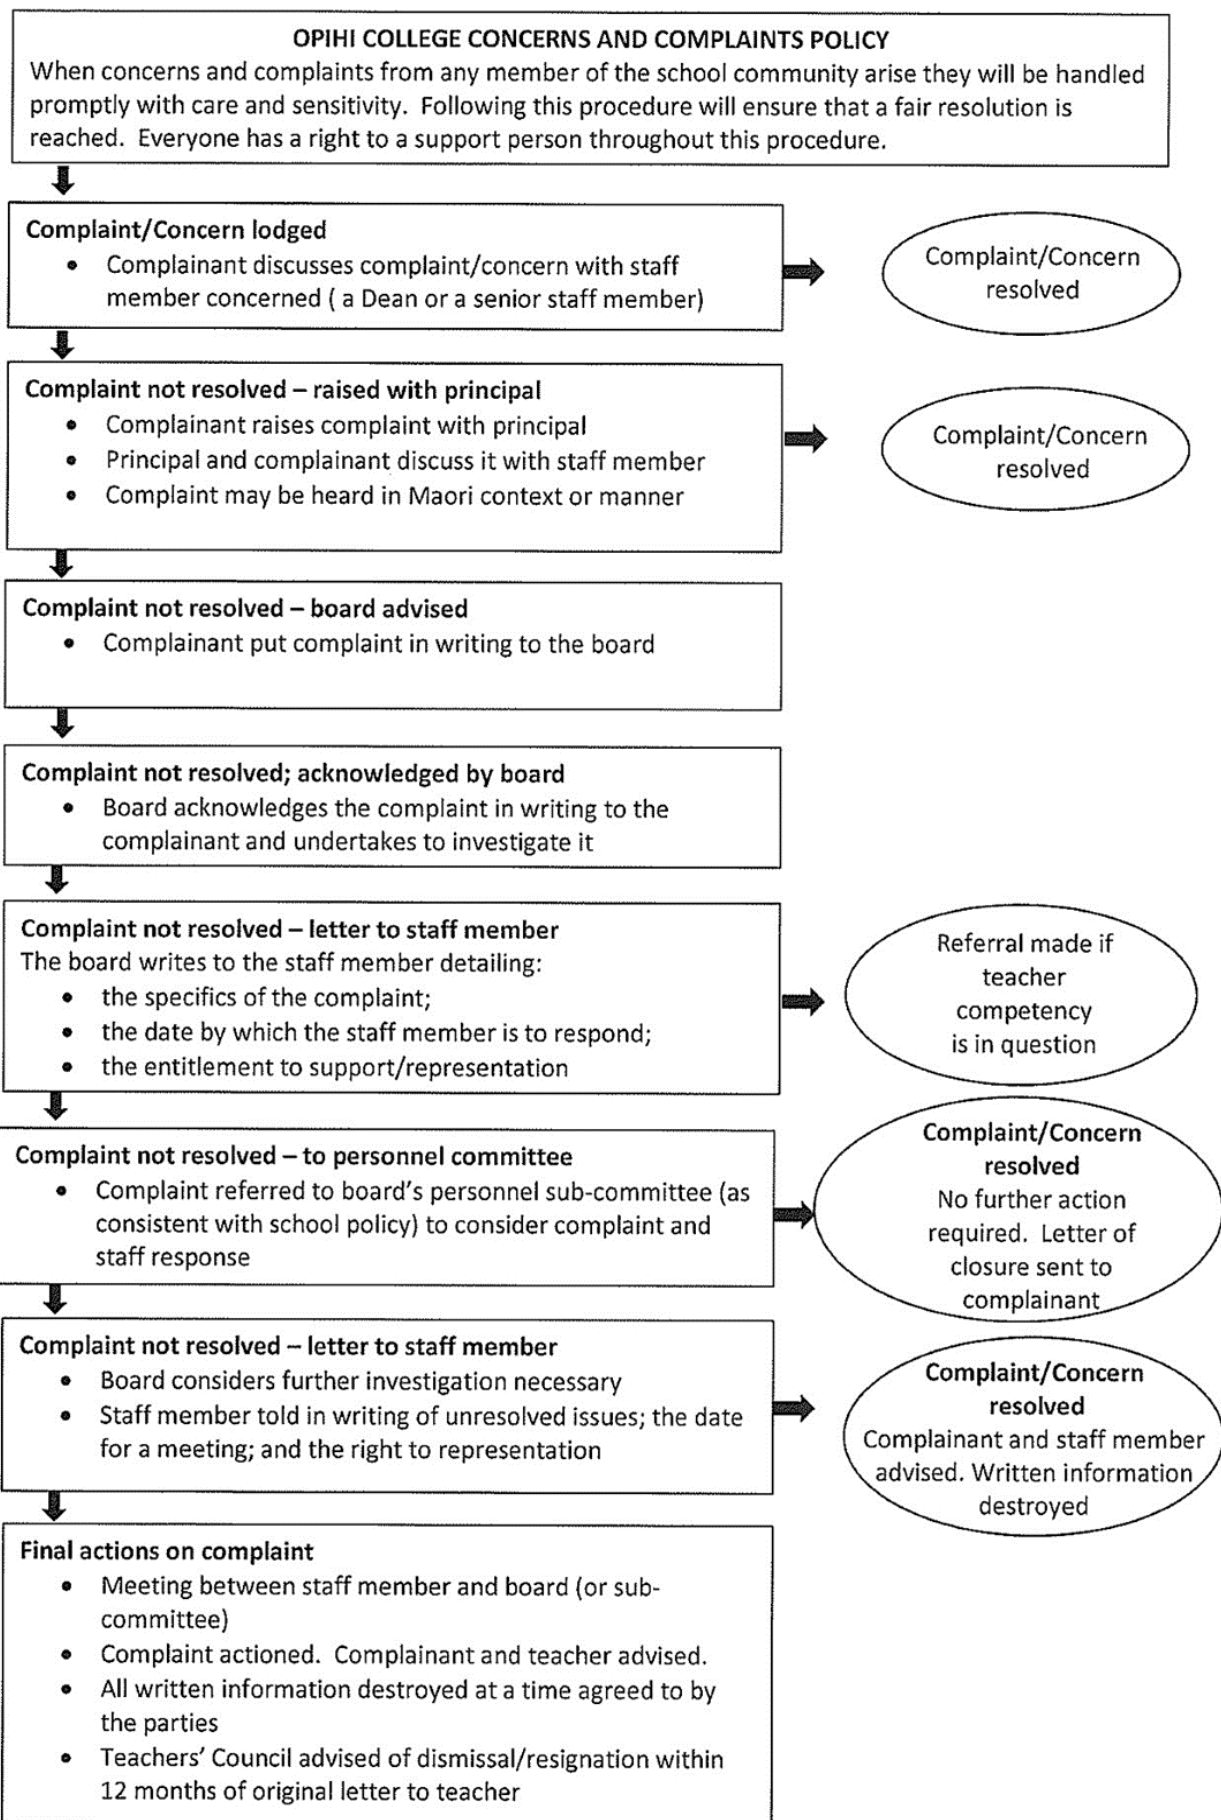 OPIHI COLLEGE CONCERNS AND COMPLAINTS POLICY
When concerns and complaints from any member of the school community arise they will be handled
promptly with care and sensitivity. Following this procedure will ensure that a fair resolution is
reached. Everyone has a right to a support person throughout this procedure.
Complaint/Concern lodged
• Complainant discusses complaint/concern with staff
member concerned ( a Dean or a senior staff member)
Complaint/Concern
resolved
Complaint not resolved – raised with principal
• Complainant raises complaint with principal
• Principal and complainant discuss it with staff member
• Complaint may be heard in Maori context or manner
Complaint/Concern
resolved
Complaint not resolved – board advised
• Complainant put complaint in writing to the board
Complaint not resolved; acknowledged by board
• Board acknowledges the complaint in writing to the
complainant and undertakes to investigate it
Complaint not resolved – letter to staff member
The board writes to the staff member detailing:
• the specifics of the complaint;
• the date by which the staff member is to respond;
• the entitlement to support/representation
Referral made if
teacher
competency
is in question
Complaint not resolved – to personnel committee
• Complaint referred to board's personnel sub-committee (as
consistent with school policy) to consider complaint and
staff response
Complaint/Concern
resolved
No further action
required. Letter of
closure sent to
complainant
Complaint not resolved – letter to staff member
• Board considers further investigation necessary
• Staff member told in writing of unresolved issues; the date
for a meeting; and the right to representation
Complaint/Concern
resolved
Complainant and staff member
advised. Written information
destroyed
Final actions on complaint
• Meeting between staff member and board (or sub-
committee)
• Complaint actioned. Complainant and teacher advised.
• All written information destroyed at a time agreed to by
the parties
• Teachers' Council advised of dismissal/resignation within
12 months of original letter to teacher